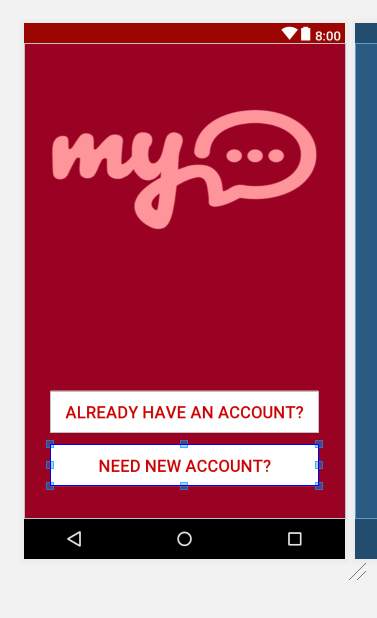 8:00
my
ALREADY HAVE AN ACCOUNT?
NEED NEW ACCOUNT?